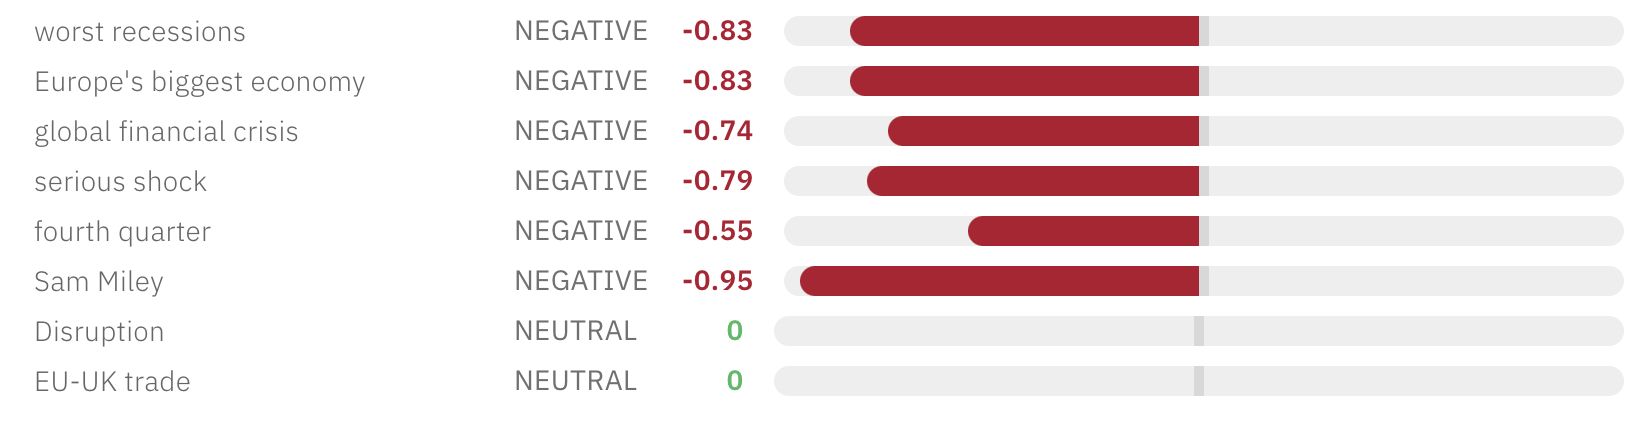 worst recessions NEGATIVE -0.83
Europe's biggest economy NEGATIVE -0.83
global financial crisis NEGATIVE -0.74
serious shock NEGATIVE -0.79
fourth quarter NEGATIVE -0.55
Sam Miley NEGATIVE -0.95
Disruption NEUTRAL 0
EU-UK trade NEUTRAL 0